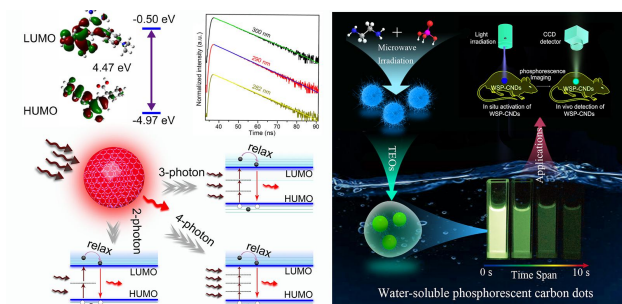 LUMO
-0.50 eV
4.47 eV
HUMO
-4.97 eV
Normalized intensity (a.u.)
300 nm
290 nm
282 nm
40 50 60 70 80 90
Time (ns)
relax
3-photon
LUMO
HUMO
2-photon
4-photon
relax
LUMO
HUMO
relax
LUMO
HUMO
+
Microwave
Irradiation
Light
irradiation
CCD
detector
phosphorescence
imaging
WSP-CNDs
WSP-CNDs
In situ activation of
WSP-CNDs
In vivo detection of
WSP-CNDs
TEOs
Applications
0 s
Time Span
10 s
Water-soluble phosphorescent carbon dots